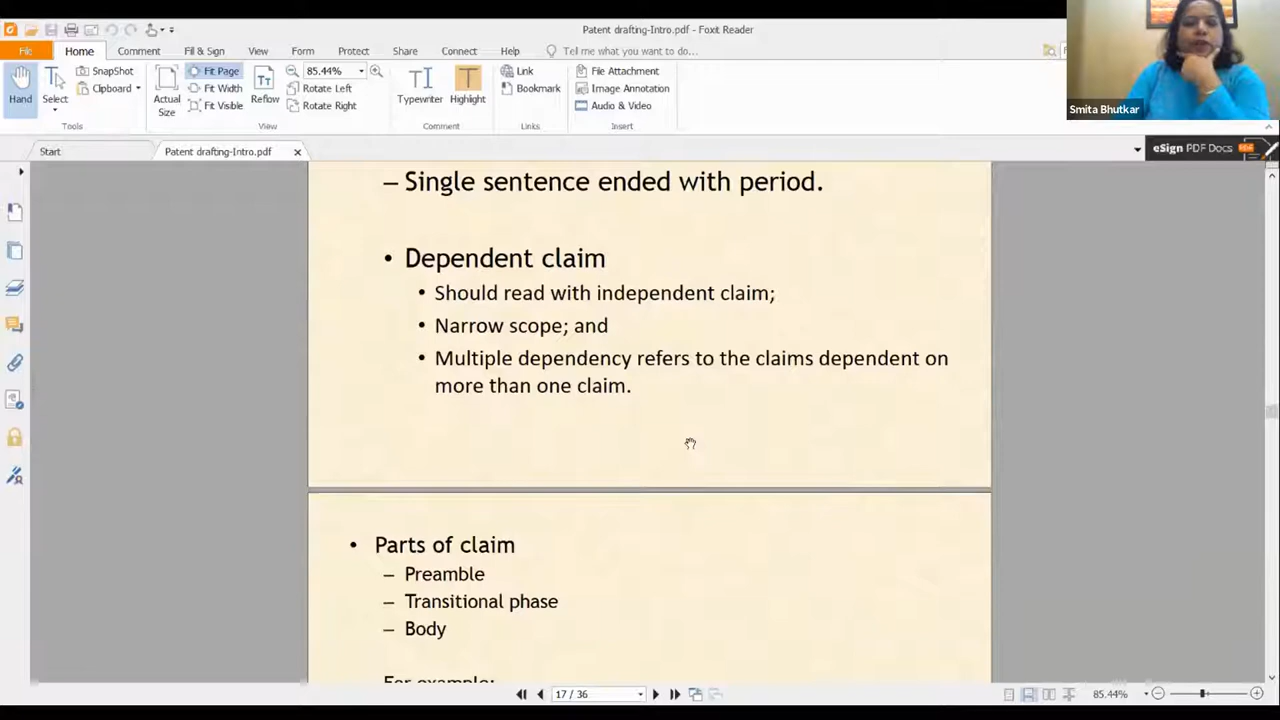 Patent drafting-Intro.pdf - Foxit Reader
File Home Comment Fill & Sign View Form Protect Share Connect Help Tell me what you want to do...
Hand
Select
SnapShot
Clipboard
Tools
Actual
Size
Fit Page
Fit Width
Fit Visible
Reflow
85.44%
Rotate Left
Rotate Right
View
Typewriter
Highlight
Comment
Link
Bookmark
Links
File Attachment
Image Annotation
Audio & Video
Insert
Smita Bhutkar
Start
Patent drafting-Intro.pdf
eSign PDF Docs
– Single sentence ended with period.
• Dependent claim
• Should read with independent claim;
• Narrow scope; and
• Multiple dependency refers to the claims dependent on
more than one claim.
• Parts of claim
– Preamble
– Transitional phase
– Body
For example:
17 / 36
85.44%